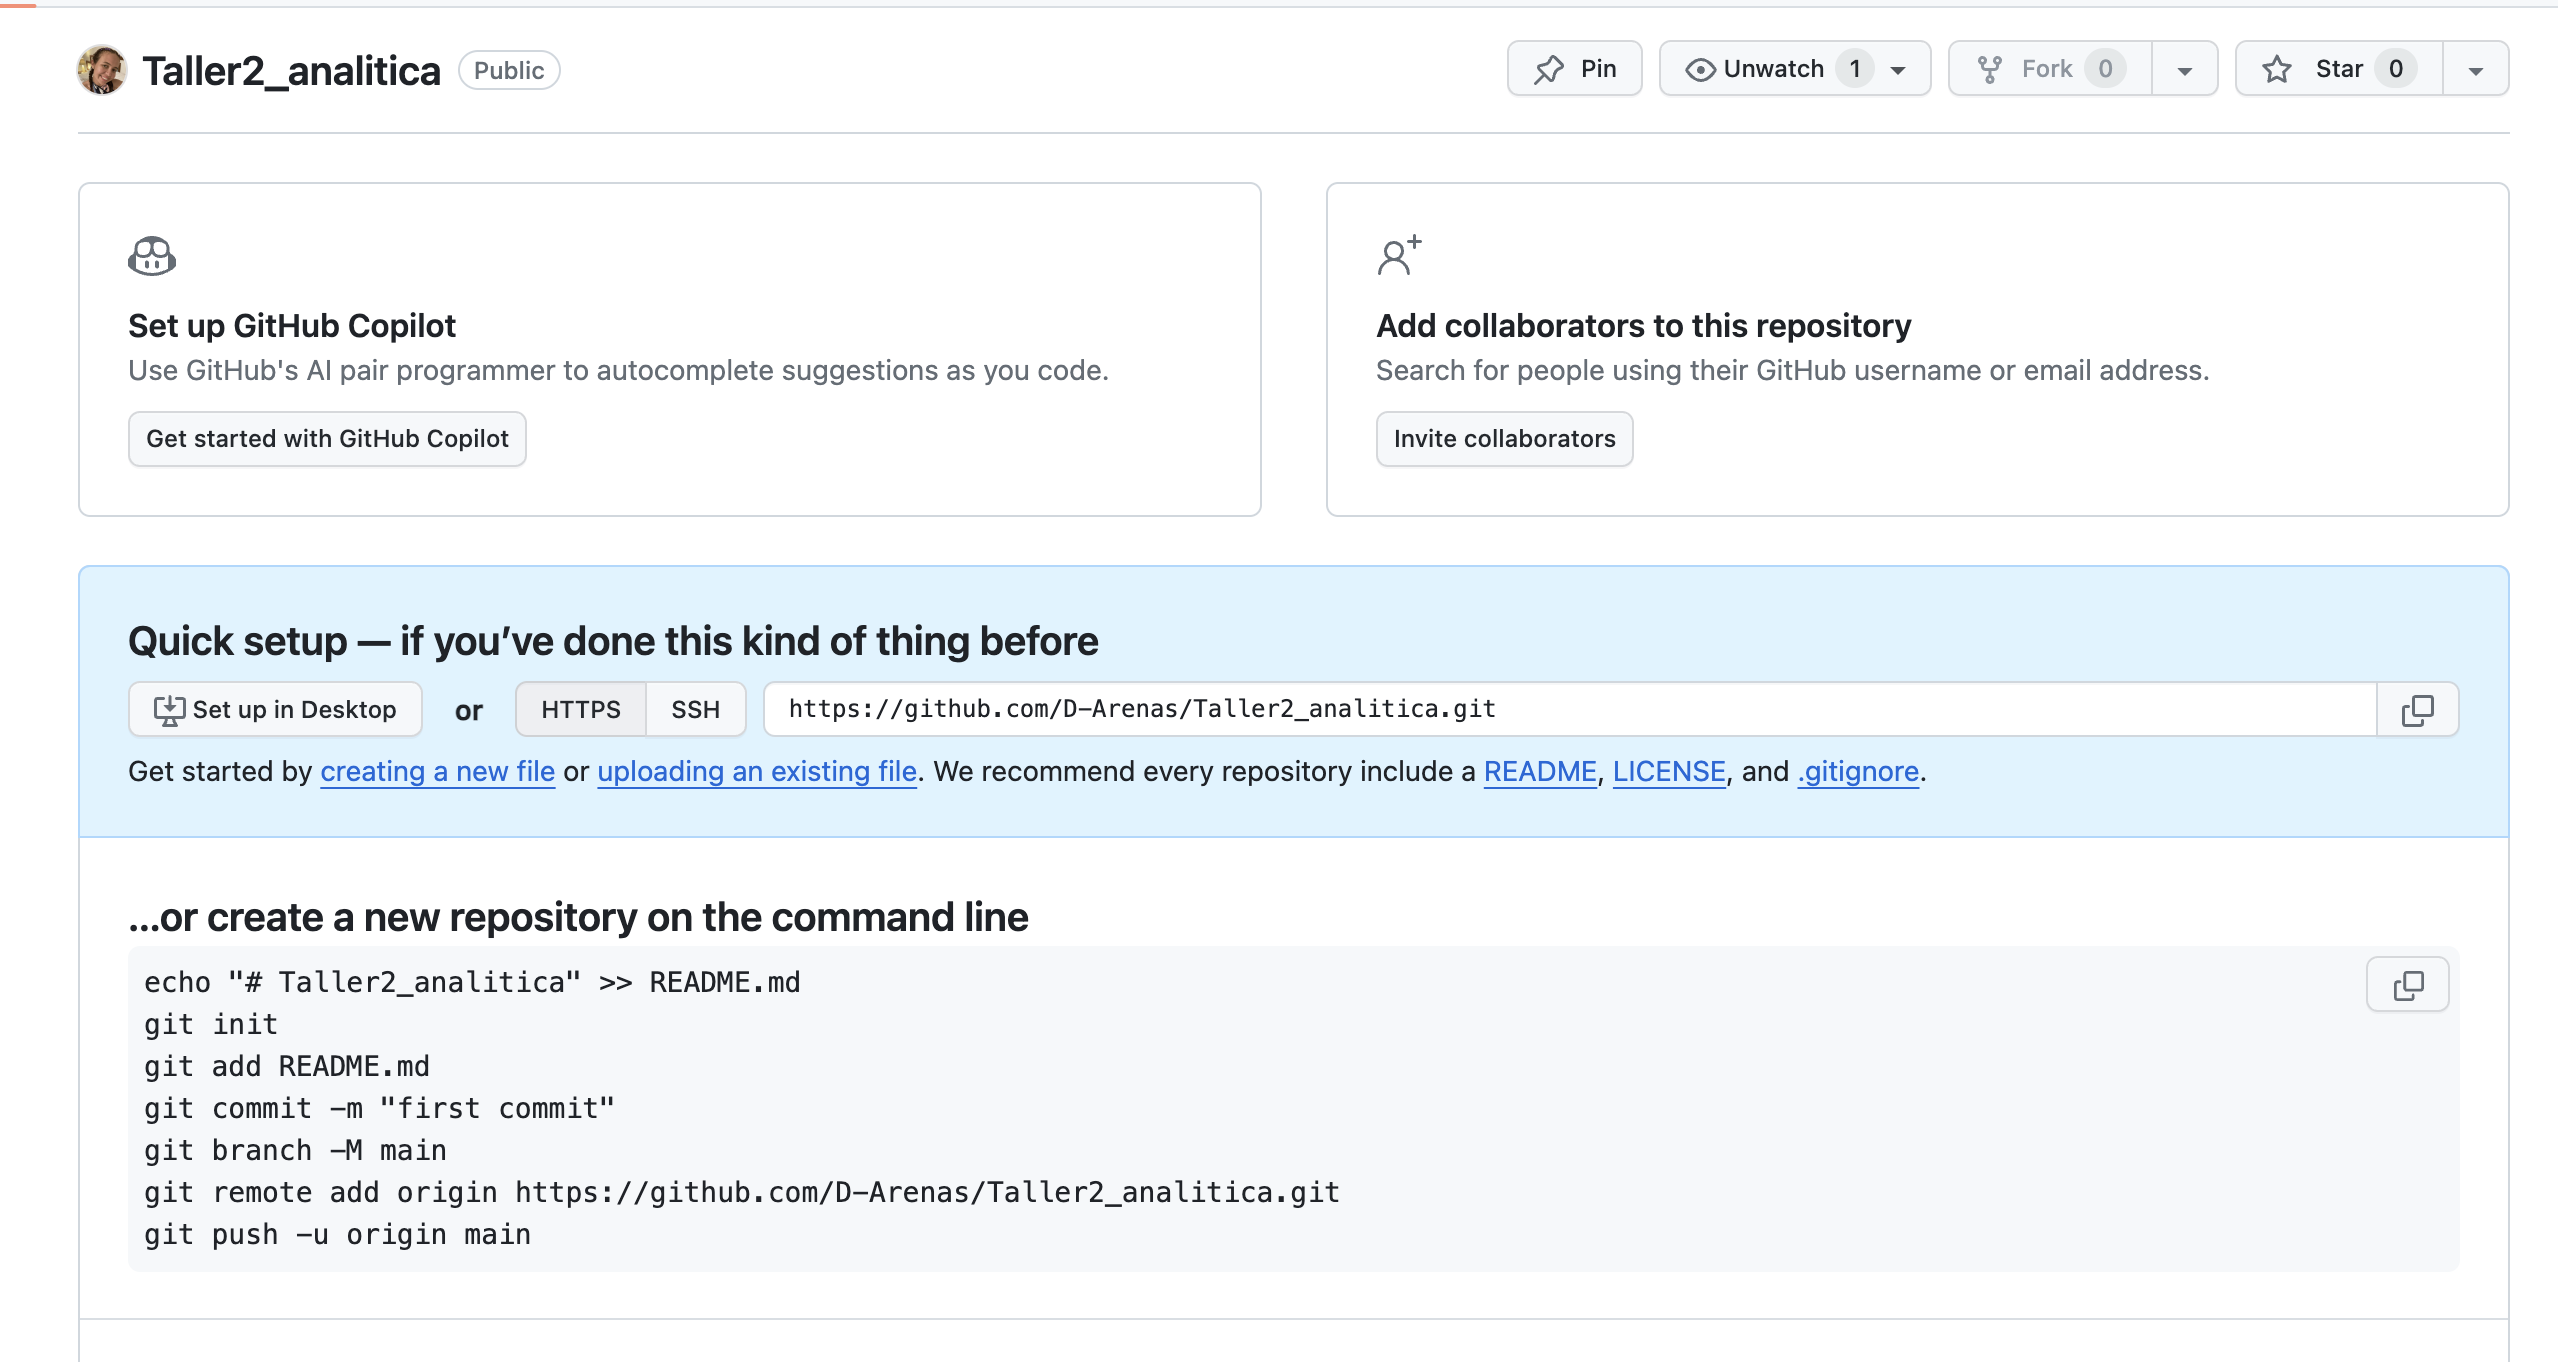 Taller2_analitica Public
Pin
Unwatch 1
Fork 0
Star 0
Set up GitHub Copilot
Use GitHub's AI pair programmer to autocomplete suggestions as you code.
Get started with GitHub Copilot
Add collaborators to this repository
Search for people using their GitHub username or email address.
Invite collaborators
Quick setup — if you’ve done this kind of thing before
Set up in Desktop or HTTPS SSH https://github.com/D-Arenas/Taller2_analitica.git
Get started by creating a new file or uploading an existing file. We recommend every repository include a README, LICENSE, and .gitignore.
…or create a new repository on the command line
echo "# Taller2_analitica" >> README.md
git init
git add README.md
git commit -m "first commit"
git branch -M main
git remote add origin https://github.com/D-Arenas/Taller2_analitica.git
git push -u origin main